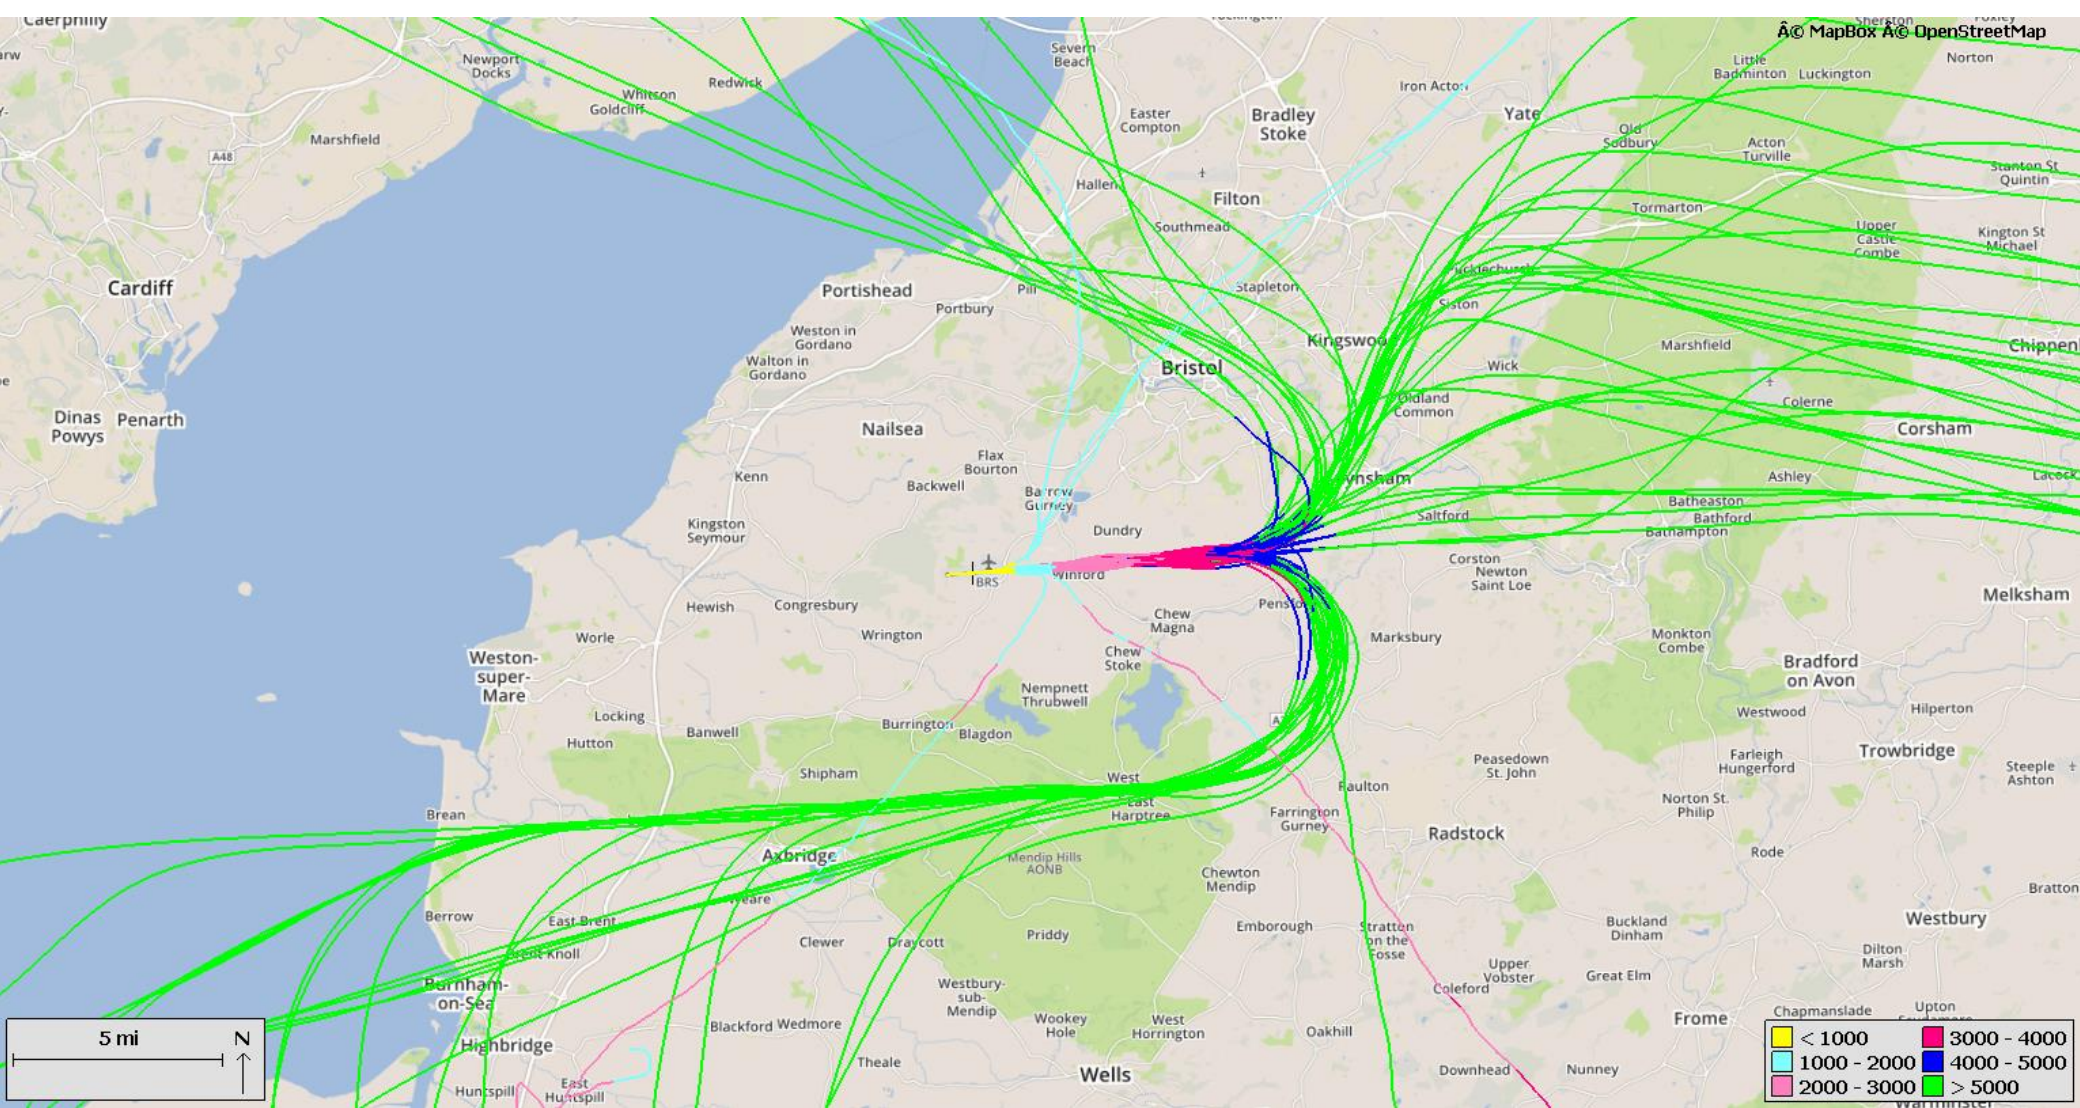 Caerphilly
Sherston
© MapBox © OpenStreetMap
Severn
Beach
Newport
Docks
Norton
Little
Badminton
Luckington
Redwick
Whitson
Goldcliff
Iron Acton
Easter
Compton
Bradley
Stoke
Yate
Old
Sodbury
Acton
Turville
Marshfield
A48
Stanton St
Quintin
Hallen
Filton
Tormarton
Southmead
Upper
Castle
Combe
Kington St
Michael
Cardiff
Portishead
Pill
Stapleton
Pucklechurch
Portbury
Siston
Weston in
Gordano
Kingswood
Marshfield
Chippen
Walton in
Gordano
Bristol
Wick
Colerne
Oldland
Common
Dinas
Powys
Penarth
Nailsea
Corsham
Flax
Bourton
Kenn
Backwell
ynsham
Ashley
Lacock
Barrow
Gurney
Batheaston
Bathford
Bathampton
Saltford
Kingston
Seymour
Dundry
Corston
Newton
Saint Loe
BRS
Winford
Melksham
Hewish
Congresbury
Chew
Magna
Wrington
Worle
Marksbury
Monkton
Combe
Weston-
super-
Mare
Chew
Stoke
Bradford
on Avon
Nempnett
Thrubwell
Locking
Westwood
Hilperton
Burrington
Blagdon
Banwell
Hutton
Peasedown
St. John
Farleigh
Hungerford
Trowbridge
Shipham
West
East
Harptree
Steeple
Ashton
Paulton
Norton St.
Philip
Brean
Farrington
Gurney
Radstock
Axbridge
Mendip Hills
AONB
Rode
Chewton
Mendip
Bratton
Weare
Berrow
East Brent
Buckland
Dinham
Westbury
Emborough
Stratton
on the
Fosse
Clewer
Draycott
Priddy
Brent Knoll
Dilton
Marsh
Upper
Vobster
Great Elm
Burnham-
on-Sea
Westbury-
sub-
Mendip
Coleford
Chapmanslade
Upton
Frome
Blackford
Wedmore
Wookey
Hole
West
Horrington
Oakhill
5 mi
N
Highbridge
Theale
Wells
Downhead
Nunney
Huntspill
East
Huntspill
Warminster
< 1000
3000 - 4000
1000 - 2000
4000 - 5000
2000 - 3000
> 5000